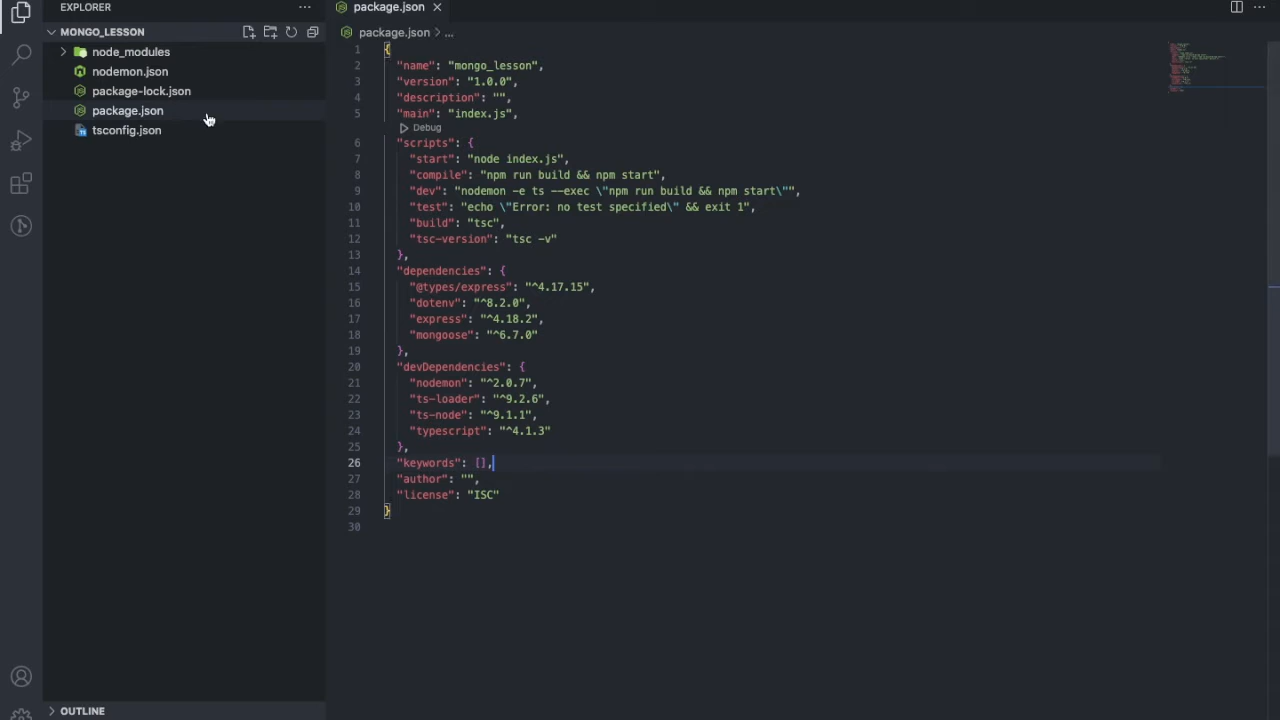 EXPLORER
···
MONGO_LESSON
node_modules
nodemon.json
package-lock.json
package.json
tsconfig.json
OUTLINE
package.json
···
package.json > ...
1 {
2 "name": "mongo_lesson",
3 "version": "1.0.0",
4 "description": "",
5 "main": "index.js",
Debug
6 "scripts": {
7 "start": "node index.js",
8 "compile": "npm run build && npm start",
9 "dev": "nodemon -e ts --exec \"npm run build && npm start\"",
10 "test": "echo \"Error: no test specified\" && exit 1",
11 "build": "tsc",
12 "tsc-version": "tsc -v"
13 },
14 "dependencies": {
15 "@types/express": "^4.17.15",
16 "dotenv": "^8.2.0",
17 "express": "^4.18.2",
18 "mongoose": "^6.7.0"
19 },
20 "devDependencies": {
21 "nodemon": "^2.0.7",
22 "ts-loader": "^9.2.6",
23 "ts-node": "^9.1.1",
24 "typescript": "^4.1.3"
25 },
26 "keywords": [],
27 "author": "",
28 "license": "ISC"
29 }
30